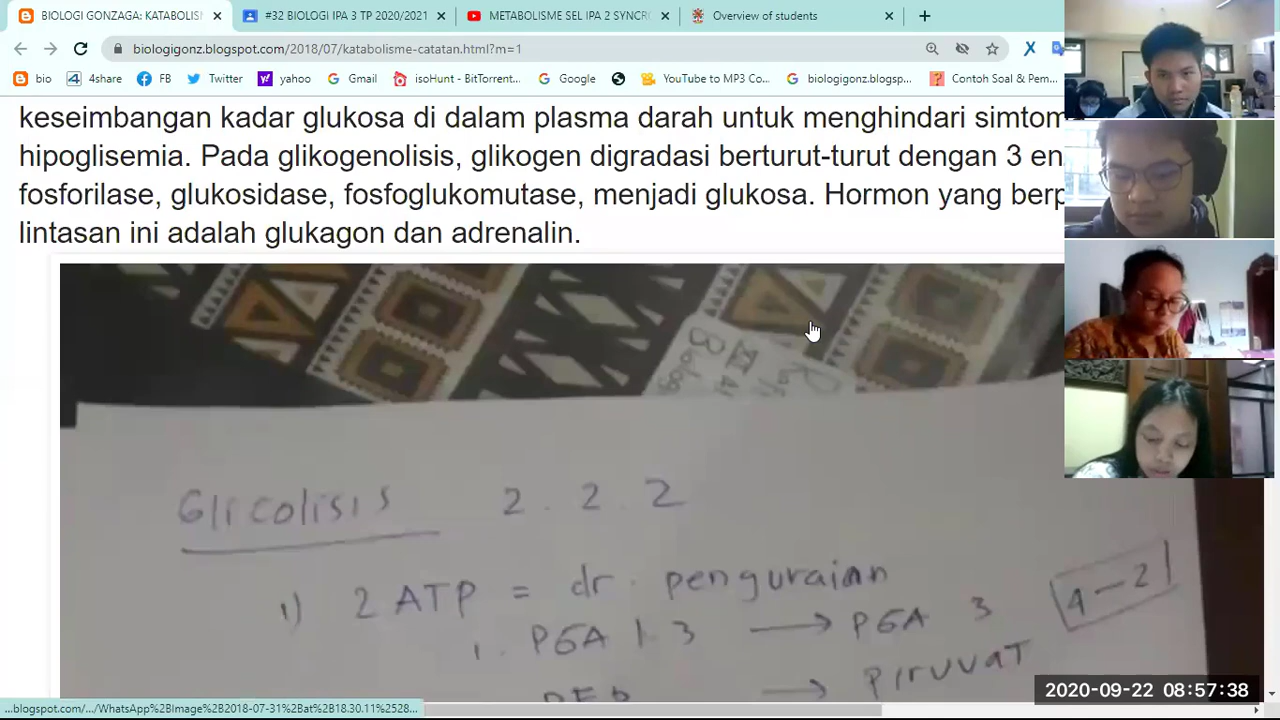 BIOLOGI GONZAGA: KATABOLIS
#32 BIOLOGI IPA 3 TP 2020/2021
METABOLISME SEL IPA 2 SYNCR
Overview of students
biologigonz.blogspot.com/2018/07/katabolisme-catatan.html?m=1
bio
4share
FB
Twitter
yahoo
Gmail
isoHunt - BitTorrent...
Google
YouTube to MP3 Co...
biologigonz.blogsp...
Contoh Soal & Pem...
keseimbangan kadar glukosa di dalam plasma darah untuk menghindari simtom
hipoglisemia. Pada glikogenolisis, glikogen digradasi berturut-turut dengan 3 en
fosforilase, glukosidase, fosfoglukomutase, menjadi glukosa. Hormon yang berp
lintasan ini adalah glukagon dan adrenalin.
XI
Biolog
Glicolisis 2.2.2
1) 2 ATP = dr. penguraian
1. PGA 1.3 → PGA 3
4-2
PEP → piruvat
...blogspot.com/.../WhatsApp%2BImage%2B2018-07-31%2Bat%2B18.30.11%2528...
2020-09-22 08:57:38